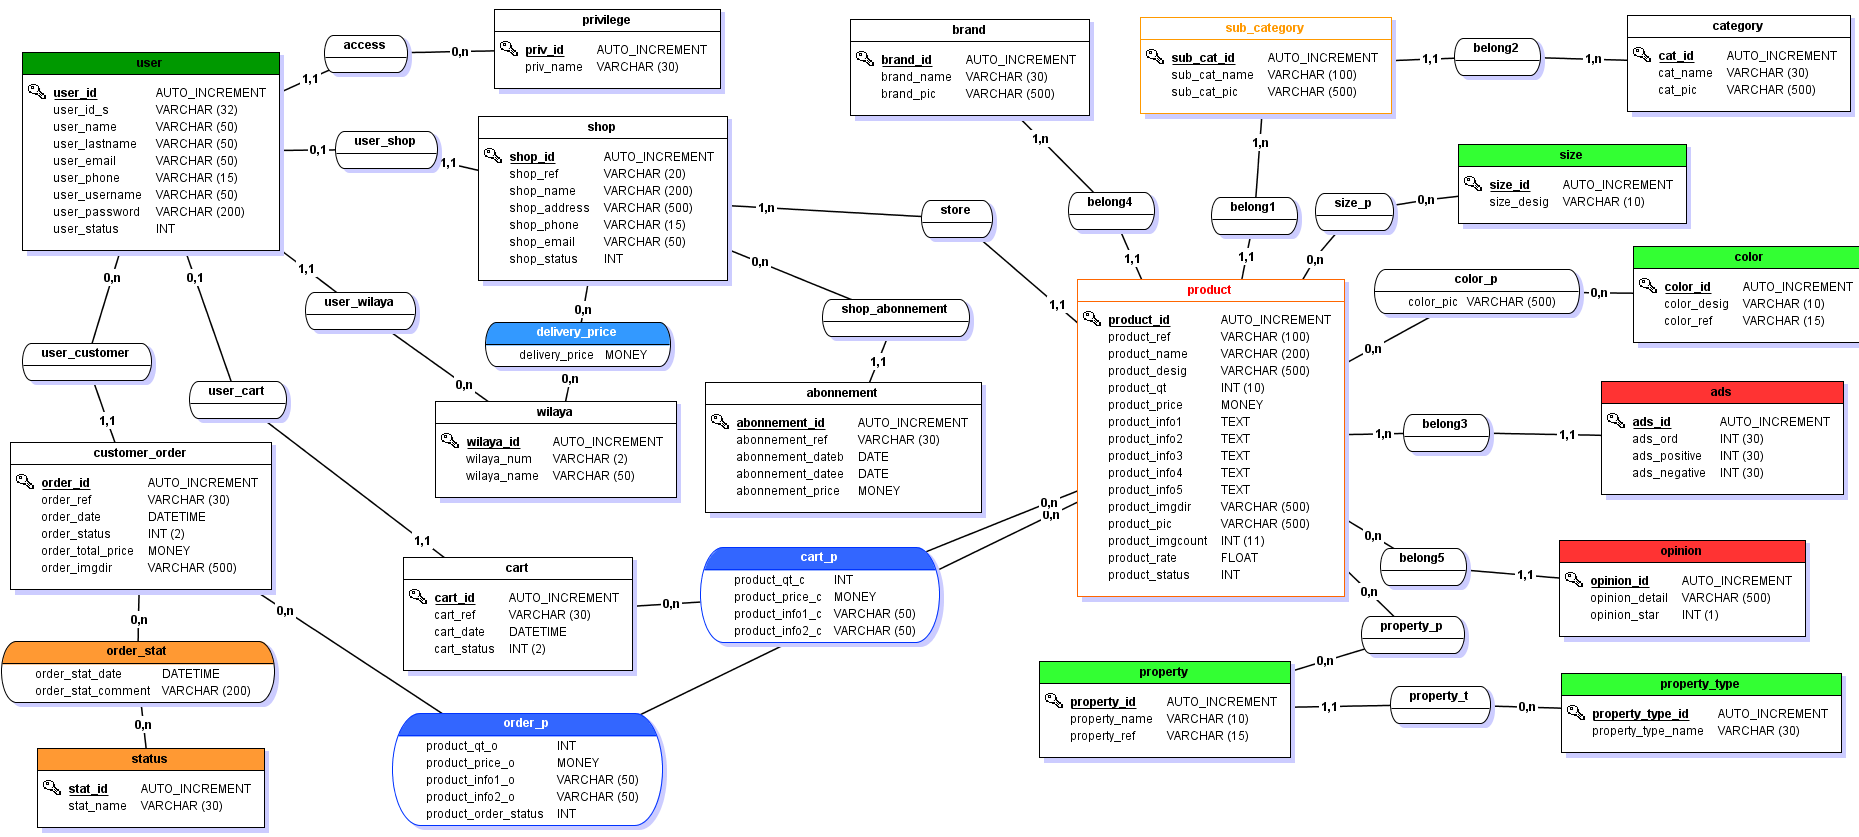 privilege
priv_id AUTO_INCREMENT
priv_name VARCHAR (30)
access
0,n
1,1
user
user_id AUTO_INCREMENT
user_id_s VARCHAR (32)
user_name VARCHAR (50)
user_lastname VARCHAR (50)
user_email VARCHAR (50)
user_phone VARCHAR (15)
user_username VARCHAR (50)
user_password VARCHAR (200)
user_status INT
user_shop
0,1
1,1
shop
shop_id AUTO_INCREMENT
shop_ref VARCHAR (20)
shop_name VARCHAR (200)
shop_address VARCHAR (500)
shop_phone VARCHAR (15)
shop_email VARCHAR (50)
shop_status INT
brand
brand_id AUTO_INCREMENT
brand_name VARCHAR (30)
brand_pic VARCHAR (500)
1,n
belong4
1,1
sub_category
sub_cat_id AUTO_INCREMENT
sub_cat_name VARCHAR (100)
sub_cat_pic VARCHAR (500)
1,1
belong2
1,n
category
cat_id AUTO_INCREMENT
cat_name VARCHAR (30)
cat_pic VARCHAR (500)
1,n
belong1
1,1
size
size_id AUTO_INCREMENT
size_desig VARCHAR (10)
size_p
0,n
0,n
1,n
store
1,1
color
color_id AUTO_INCREMENT
color_desig VARCHAR (10)
color_ref VARCHAR (15)
color_p
color_pic VARCHAR (500)
0,n
0,n
product
product_id AUTO_INCREMENT
product_ref VARCHAR (100)
product_name VARCHAR (200)
product_desig VARCHAR (500)
product_qt INT (10)
product_price MONEY
product_info1 TEXT
product_info2 TEXT
product_info3 TEXT
product_info4 TEXT
product_info5 TEXT
product_imgdir VARCHAR (500)
product_pic VARCHAR (500)
product_imgcount INT (11)
product_rate FLOAT
product_status INT
0,n
shop_abonnement
1,1
abonnement
abonnement_id AUTO_INCREMENT
abonnement_ref VARCHAR (30)
abonnement_dateb DATE
abonnement_datee DATE
abonnement_price MONEY
0,n
delivery_price
delivery_price MONEY
0,n
1,1
user_wilaya
0,n
wilaya
wilaya_id AUTO_INCREMENT
wilaya_num VARCHAR (2)
wilaya_name VARCHAR (50)
0,n
user_customer
1,1
0,1
user_cart
1,1
customer_order
order_id AUTO_INCREMENT
order_ref VARCHAR (30)
order_date DATETIME
order_status INT (2)
order_total_price MONEY
order_imgdir VARCHAR (500)
1,n
belong3
1,1
ads
ads_id AUTO_INCREMENT
ads_ord INT (30)
ads_positive INT (30)
ads_negative INT (30)
0,n
0,n
cart
cart_id AUTO_INCREMENT
cart_ref VARCHAR (30)
cart_date DATETIME
cart_status INT (2)
0,n
cart_p
product_qt_c INT
product_price_c MONEY
product_info1_c VARCHAR (50)
product_info2_c VARCHAR (50)
0,n
belong5
1,1
opinion
opinion_id AUTO_INCREMENT
opinion_detail VARCHAR (500)
opinion_star INT (1)
0,n
property_p
0,n
0,n
order_stat
order_stat_date DATETIME
order_stat_comment VARCHAR (200)
0,n
0,n
status
stat_id AUTO_INCREMENT
stat_name VARCHAR (30)
order_p
product_qt_o INT
product_price_o MONEY
product_info1_o VARCHAR (50)
product_info2_o VARCHAR (50)
product_order_status INT
property
property_id AUTO_INCREMENT
property_name VARCHAR (10)
property_ref VARCHAR (15)
1,1
property_t
0,n
property_type
property_type_id AUTO_INCREMENT
property_type_name VARCHAR (30)